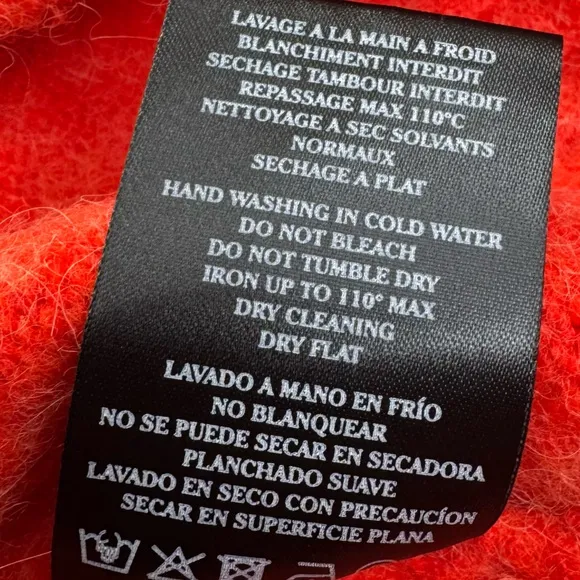 LAVAGE A LA MAIN A FROID
BLANCHIMENT INTERDIT
SECHAGE TAMBOUR INTERDIT
REPASSAGE MAX 110°C
NETTOYAGE A SEC SOLVANTS
NORMAUX
SECHAGE A PLAT
HAND WASHING IN COLD WATER
DO NOT BLEACH
DO NOT TUMBLE DRY
IRON UP TO 110° MAX
DRY CLEANING
DRY FLAT
LAVADO A MANO EN FRÍO
NO BLANQUEAR
NO SE PUEDE SECAR EN SECADORA
PLANCHADO SUAVE
LAVADO EN SECO CON PRECAUCÍON
SECAR EN SUPERFICIE PLANA